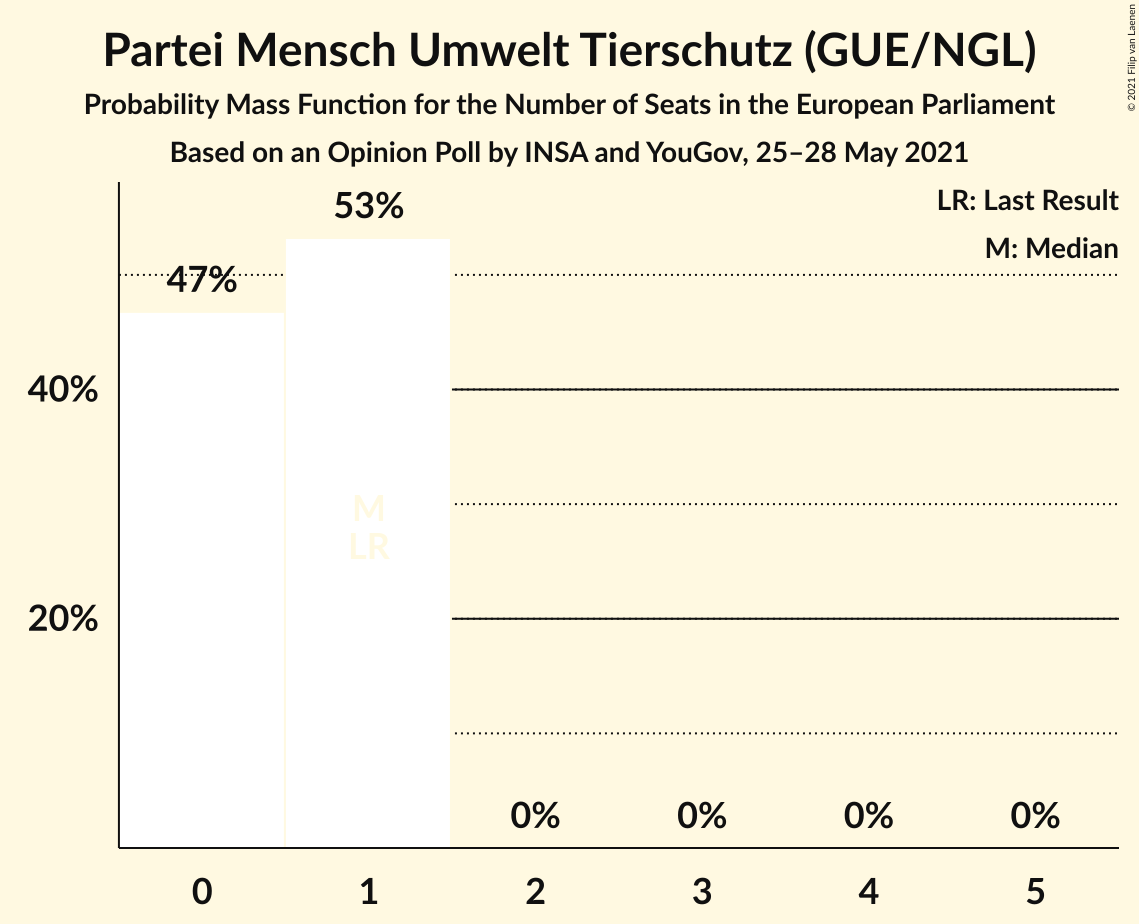 Partei Mensch Umwelt Tierschutz (GUE/NGL)
Probability Mass Function for the Number of Seats in the European Parliament
Based on an Opinion Poll by INSA and YouGov, 25–28 May 2021
© 2021 Filip van Laenen
LR: Last Result
M: Median
53%
47%
40%
20%
M
LR
0% 0% 0% 0%
0 1 2 3 4 5